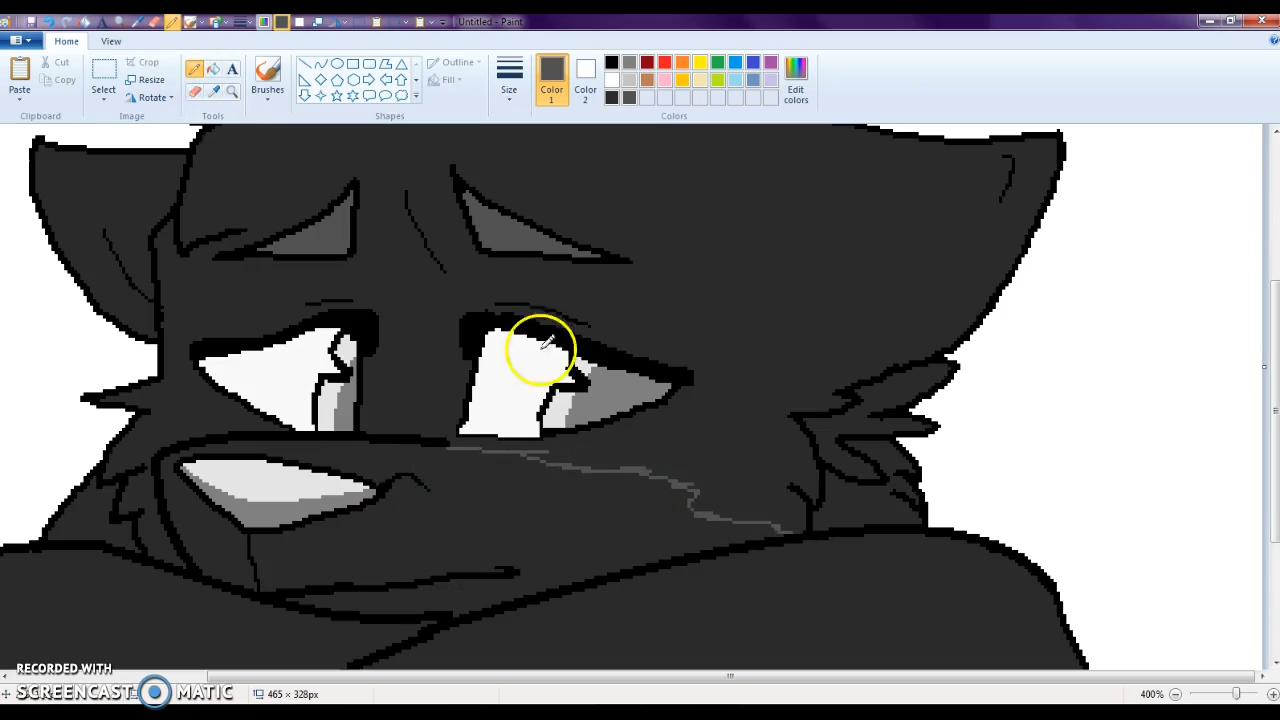 Untitled - Paint
Home View
Cut
Copy
Paste
Clipboard
Crop
Resize
Rotate
Select
Image
A
Tools
Brushes
Outline
Fill
Shapes
Size
Color 1
Color 2
Edit colors
Colors
RECORDED WITH
SCREENCAST MATIC
465 × 328px
400%